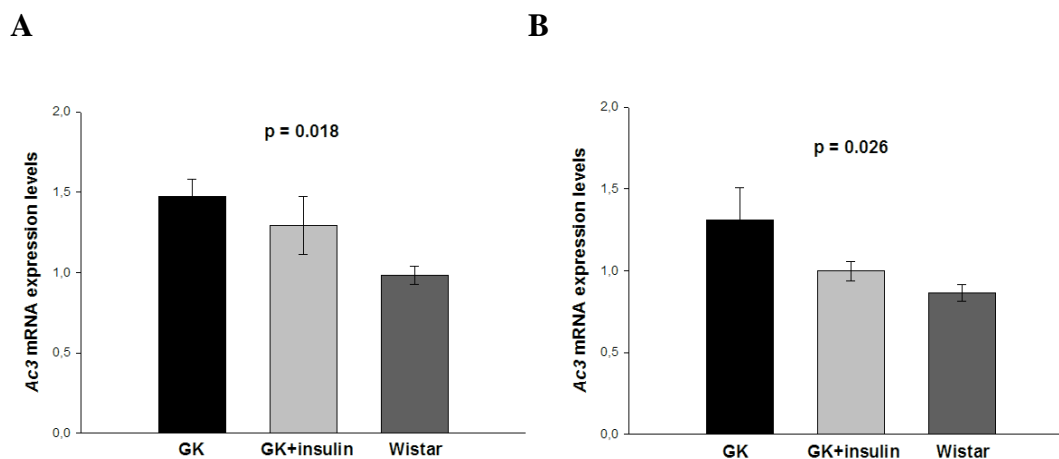 A
B
2,0
1,5
1,0
0,5
0,0
Ac3 mRNA expression levels
p = 0.018
GK GK+insulin Wistar
2,0
1,5
1,0
0,5
0,0
Ac3 mRNA expression levels
p = 0.026
GK GK+insulin Wistar